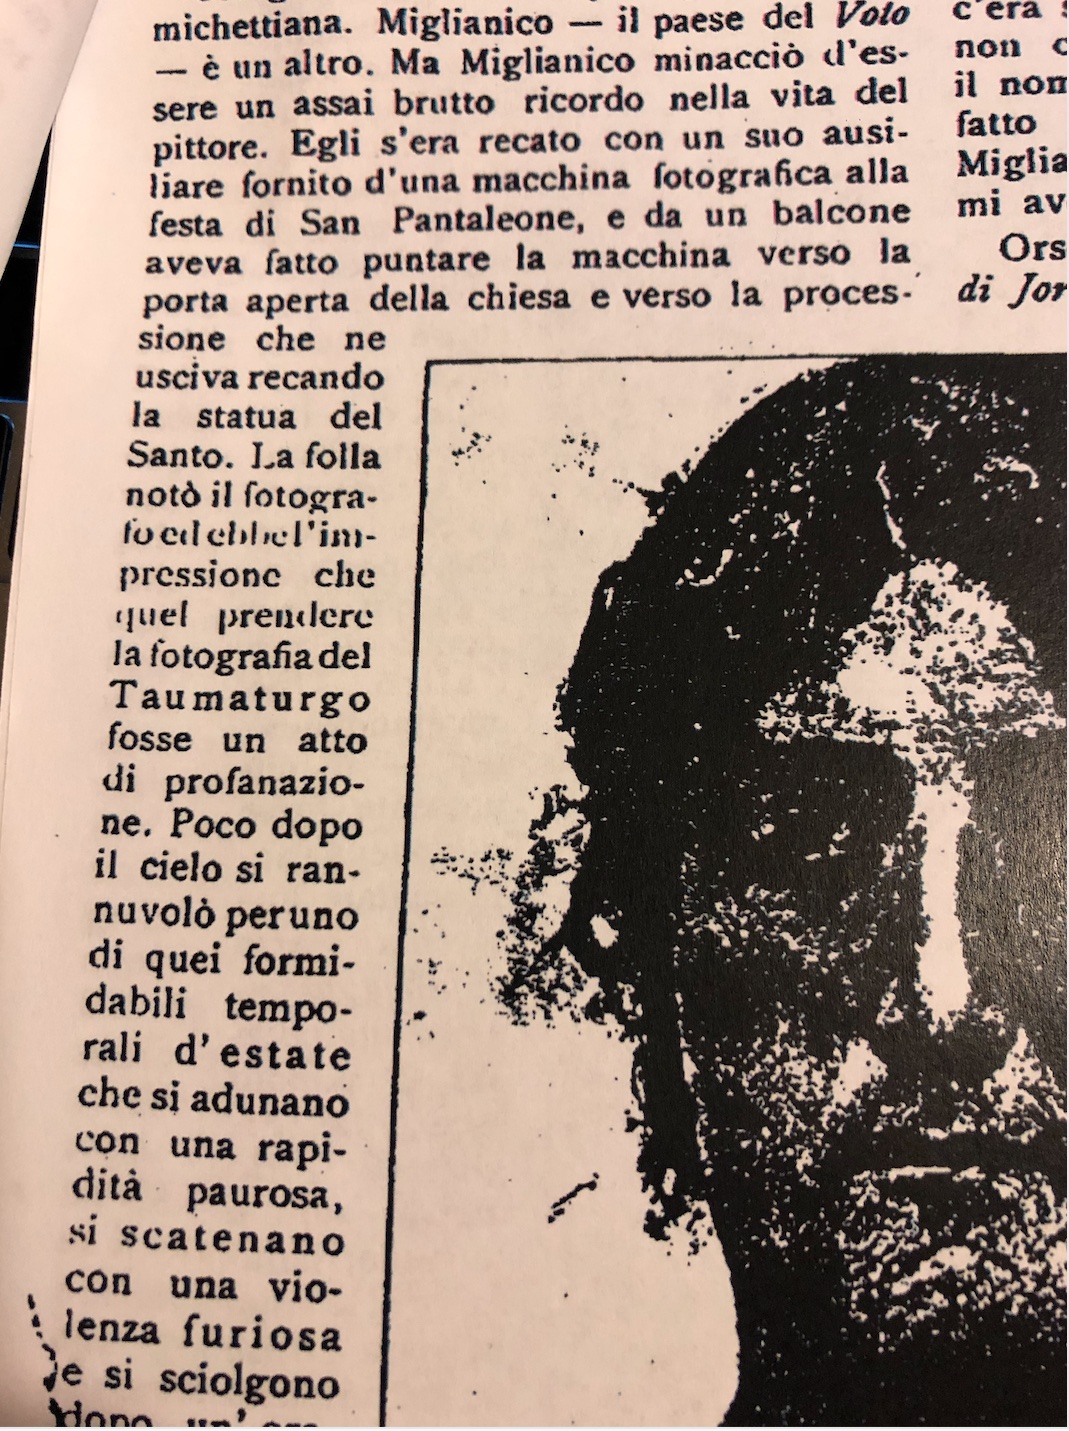 michettiana. Miglianico — il paese del Voto
— è un altro. Ma Miglianico minacciò d'es-
sere un assai brutto ricordo nella vita del
pittore. Egli s'era recato con un suo ausi-
liare fornito d'una macchina fotografica alla
festa di San Pantaleone, e da un balcone
aveva fatto puntare la macchina verso la
porta aperta della chiesa e verso la proces-
sione che ne
usciva recando
la statua del
Santo. La folla
notò il fotogra-
fo ed ebbe l'im-
pressione che
quel prendere
la fotografia del
Taumaturgo
fosse un atto
di profanazio-
ne. Poco dopo
il cielo si ran-
nuvolò per uno
di quei formi-
dabili tempo-
rali d'estate
che si adunano
con una rapi-
dità paurosa,
si scatenano
con una vio-
lenza furiosa
e si sciolgono
dopo un'
c'era
non
il
fatto
mi
di